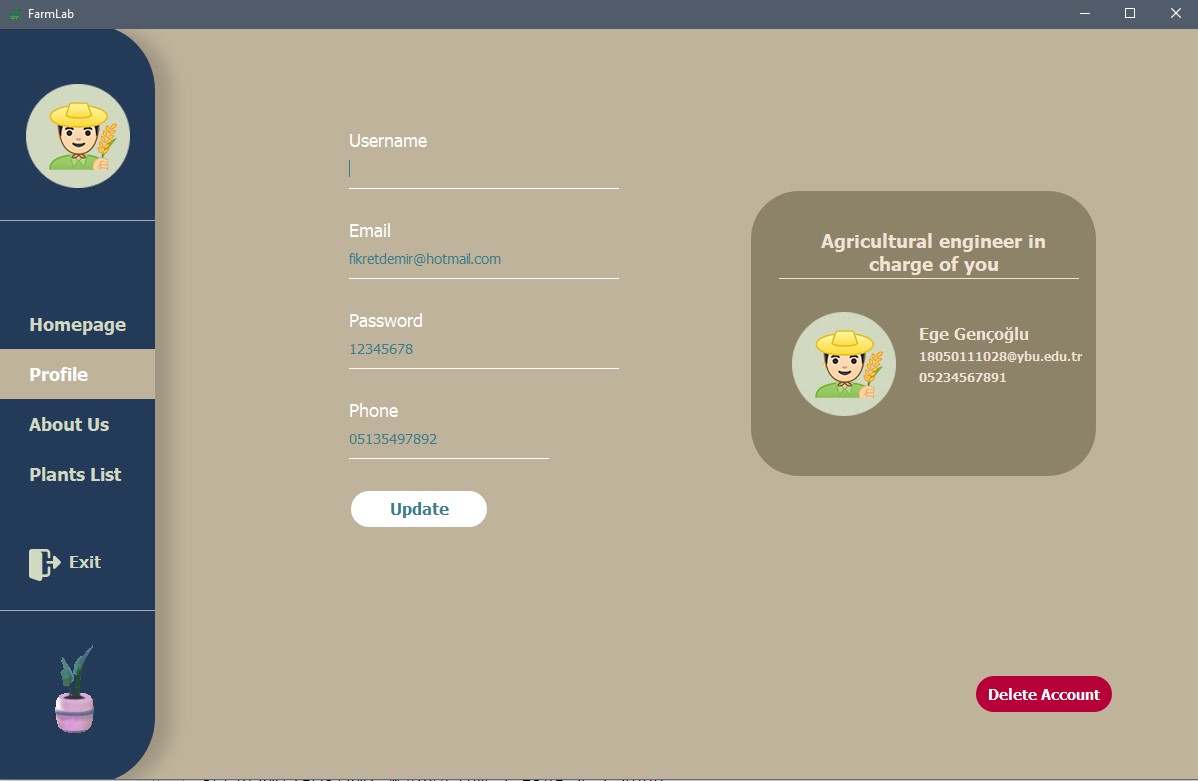 FarmLab
Homepage
Profile
About Us
Plants List
Exit
Username
Email
fikretdemir@hotmail.com
Password
12345678
Phone
05135497892
Update
Agricultural engineer in
charge of you
Ege Gençoğlu
18050111028@ybu.edu.tr
05234567891
Delete Account